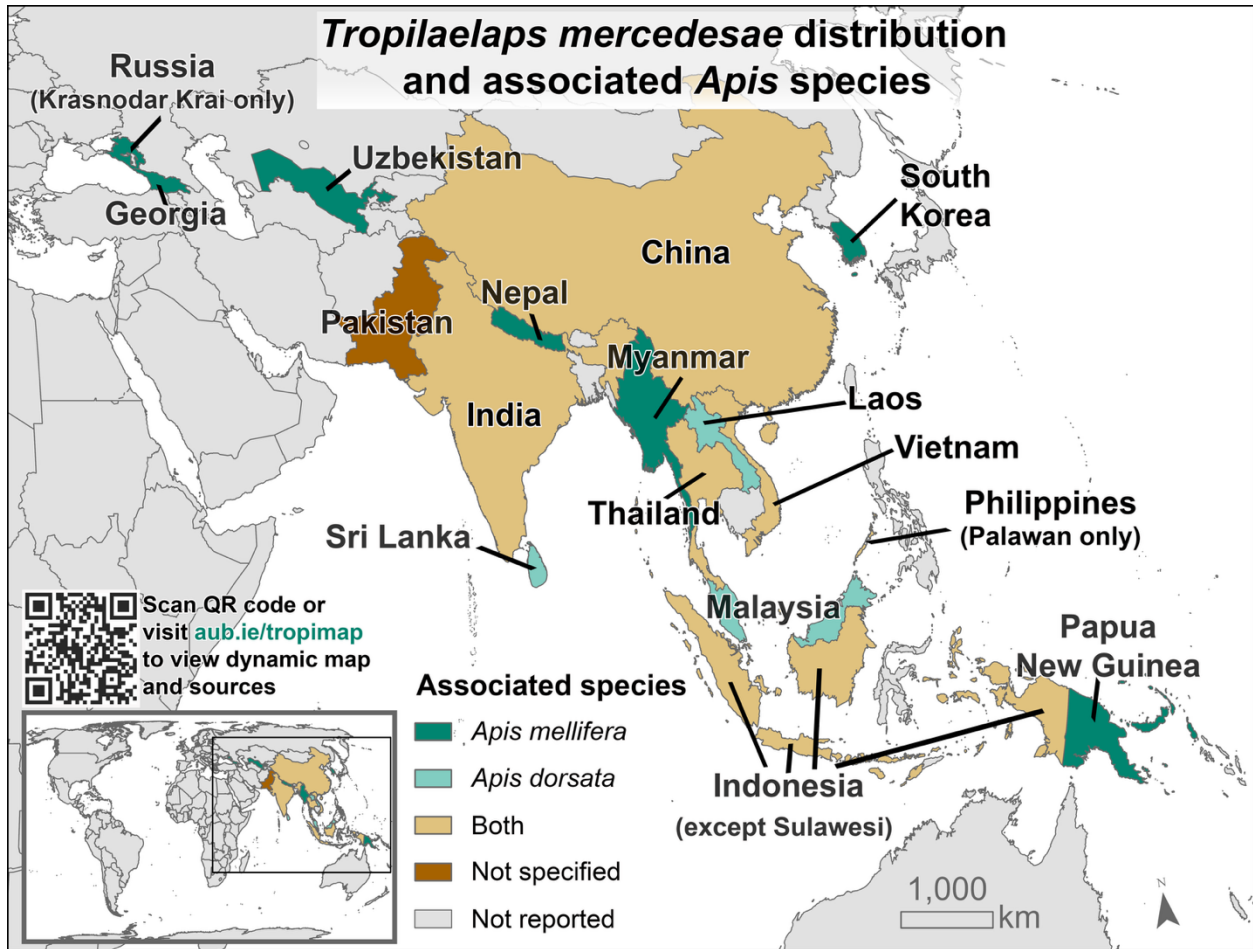 Tropilaelaps mercedesae distribution
and associated Apis species
Russia
(Krasnodar Krai only)
Uzbekistan
Georgia
South
Korea
China
Nepal
Pakistan
Myanmar
India
Laos
Vietnam
Thailand
Philippines
(Palawan only)
Sri Lanka
Malaysia
Papua
New Guinea
Indonesia
(except Sulawesi)
Scan QR code or
visit aub.ie/tropimap
to view dynamic map
and sources
Associated species
Apis mellifera
Apis dorsata
Both
Not specified
Not reported
1,000
km
N